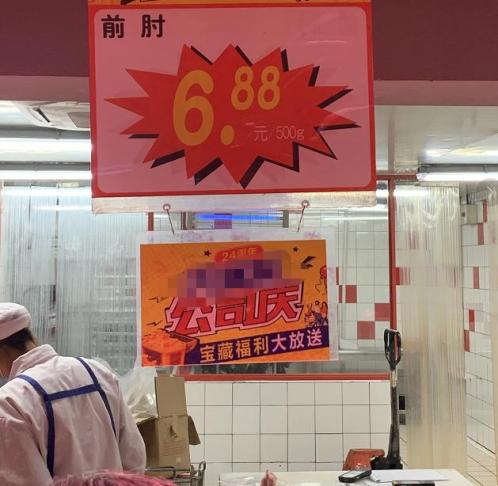 前肘
6.88
元/500g
24周年
公司庆
宝藏福利大放送